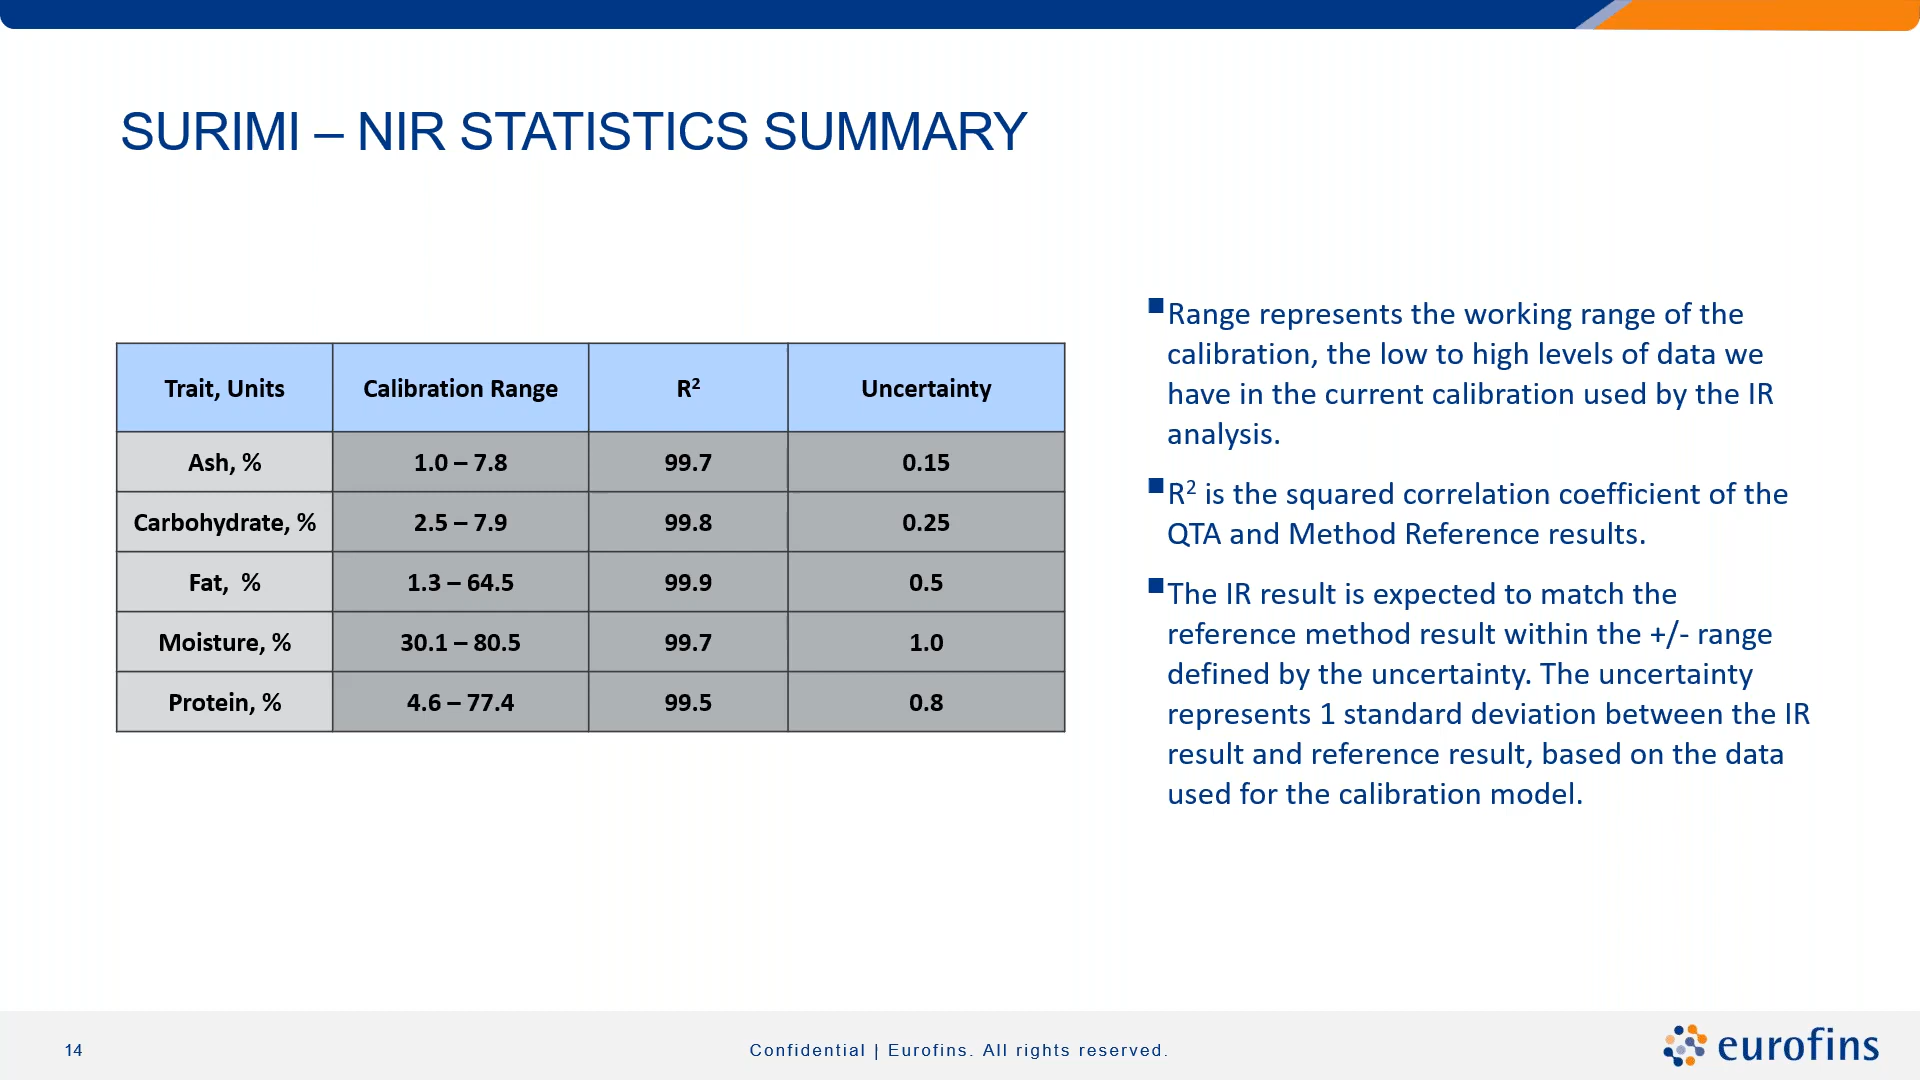 SURIMI – NIR STATISTICS SUMMARY
Trait, Units Calibration Range R² Uncertainty
Ash, % 1.0 – 7.8 99.7 0.15
Carbohydrate, % 2.5 – 7.9 99.8 0.25
Fat, % 1.3 – 64.5 99.9 0.5
Moisture, % 30.1 – 80.5 99.7 1.0
Protein, % 4.6 – 77.4 99.5 0.8
▪Range represents the working range of the
calibration, the low to high levels of data we
have in the current calibration used by the IR
analysis.
▪R² is the squared correlation coefficient of the
QTA and Method Reference results.
▪The IR result is expected to match the
reference method result within the +/- range
defined by the uncertainty. The uncertainty
represents 1 standard deviation between the IR
result and reference result, based on the data
used for the calibration model.
14
Confidential | Eurofins. All rights reserved.
eurofins